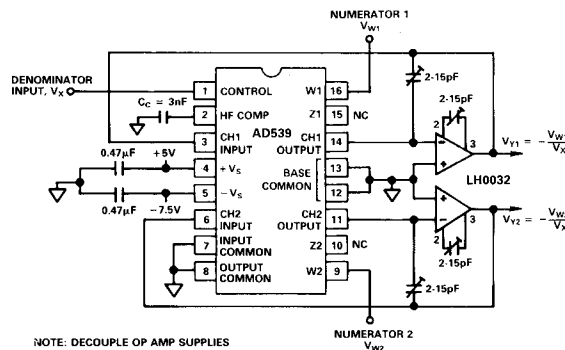 NUMERATOR 1
VW1
DENOMINATOR
INPUT, VX
CC = 3nF
1 CONTROL W1 16
2 HF COMP Z1 15 NC
AD539
3 CH1 INPUT CH1 OUTPUT 14
0.47μF +5V
4 +VS BASE COMMON 13
5 −VS 12
0.47μF −7.5V
6 CH2 INPUT CH2 OUTPUT 11
7 INPUT COMMON Z2 10 NC
8 OUTPUT COMMON W2 9
2-15pF
2-15pF
2 3
− +
LH0032
VY1 = − VW1
VX
+ −
VY2 = − VW2
VX
2 3
2-15pF
2-15pF
NUMERATOR 2
VW2
NOTE: DECOUPLE OP AMP SUPPLIES